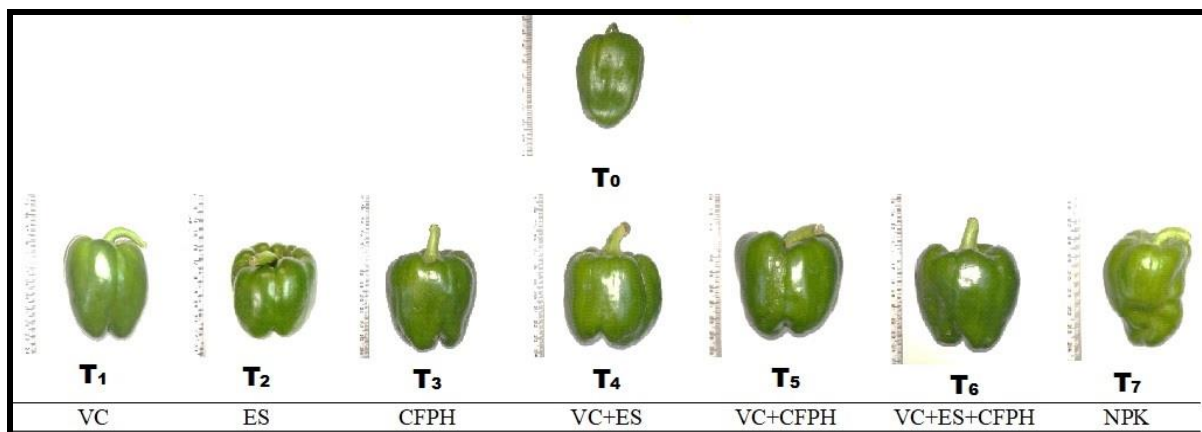 T₀
T₁ T₂ T₃ T₄ T₅ T₆ T₇
VC ES CFPH VC+ES VC+CFPH VC+ES+CFPH NPK